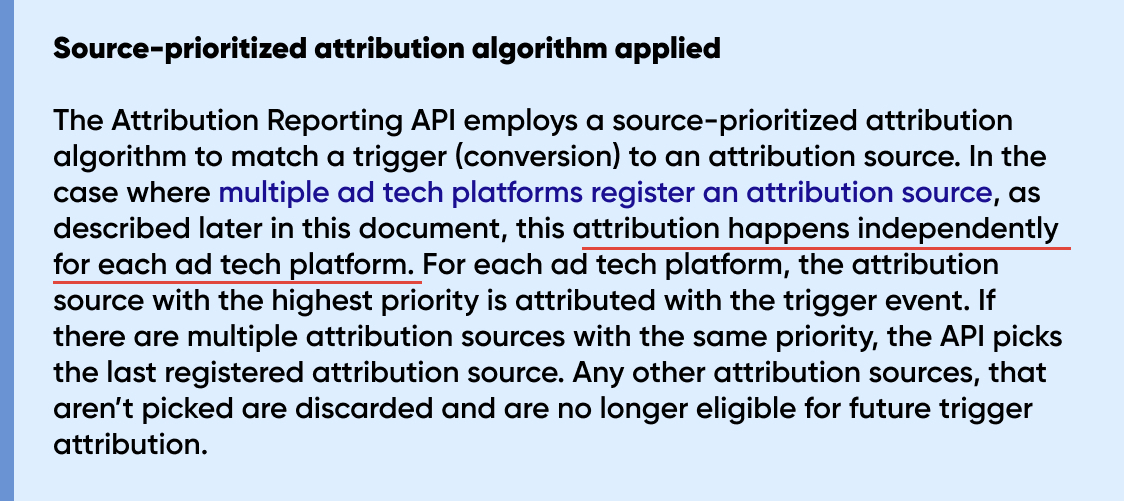 Source-prioritized attribution algorithm applied
The Attribution Reporting API employs a source-prioritized attribution
algorithm to match a trigger (conversion) to an attribution source. In the
case where multiple ad tech platforms register an attribution source, as
described later in this document, this attribution happens independently
for each ad tech platform. For each ad tech platform, the attribution
source with the highest priority is attributed with the trigger event. If
there are multiple attribution sources with the same priority, the API picks
the last registered attribution source. Any other attribution sources, that
aren’t picked are discarded and are no longer eligible for future trigger
attribution.